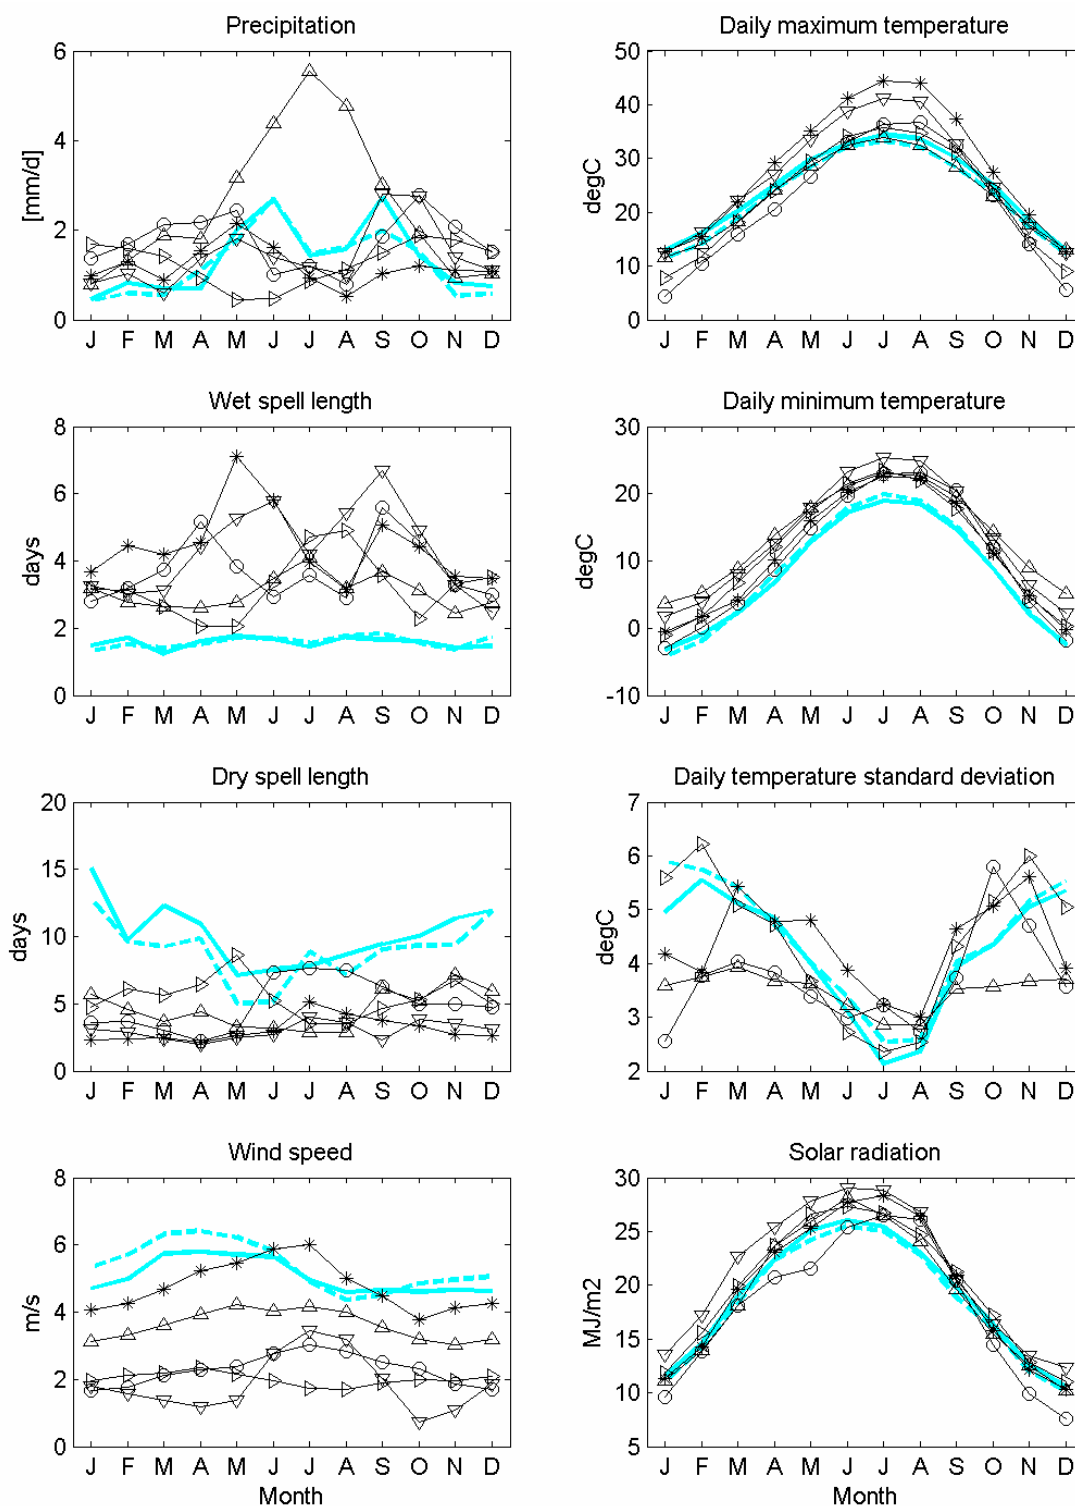 Precipitation
6
4
2
0
[mm/d]
J F M A M J J A S O N D
Daily maximum temperature
50
40
30
20
10
0
degC
J F M A M J J A S O N D
Wet spell length
8
6
4
2
0
days
J F M A M J J A S O N D
Daily minimum temperature
30
20
10
0
-10
degC
J F M A M J J A S O N D
Dry spell length
20
15
10
5
0
days
J F M A M J J A S O N D
Daily temperature standard deviation
7
6
5
4
3
2
degC
J F M A M J J A S O N D
Wind speed
8
6
4
2
0
m/s
J F M A M J J A S O N D
Month
Solar radiation
30
25
20
15
10
5
MJ/m2
J F M A M J J A S O N D
Month